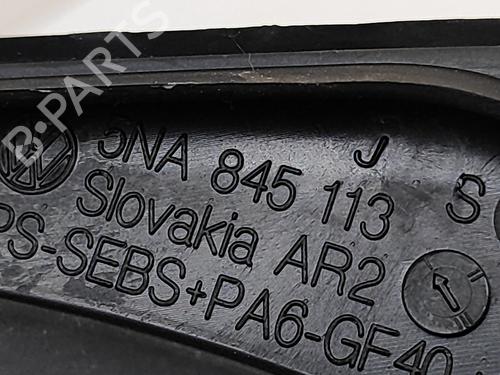 B-PARTS
5NA 845 113 J S
Slovakia AR2
PS-SEBS+PA6-GF40